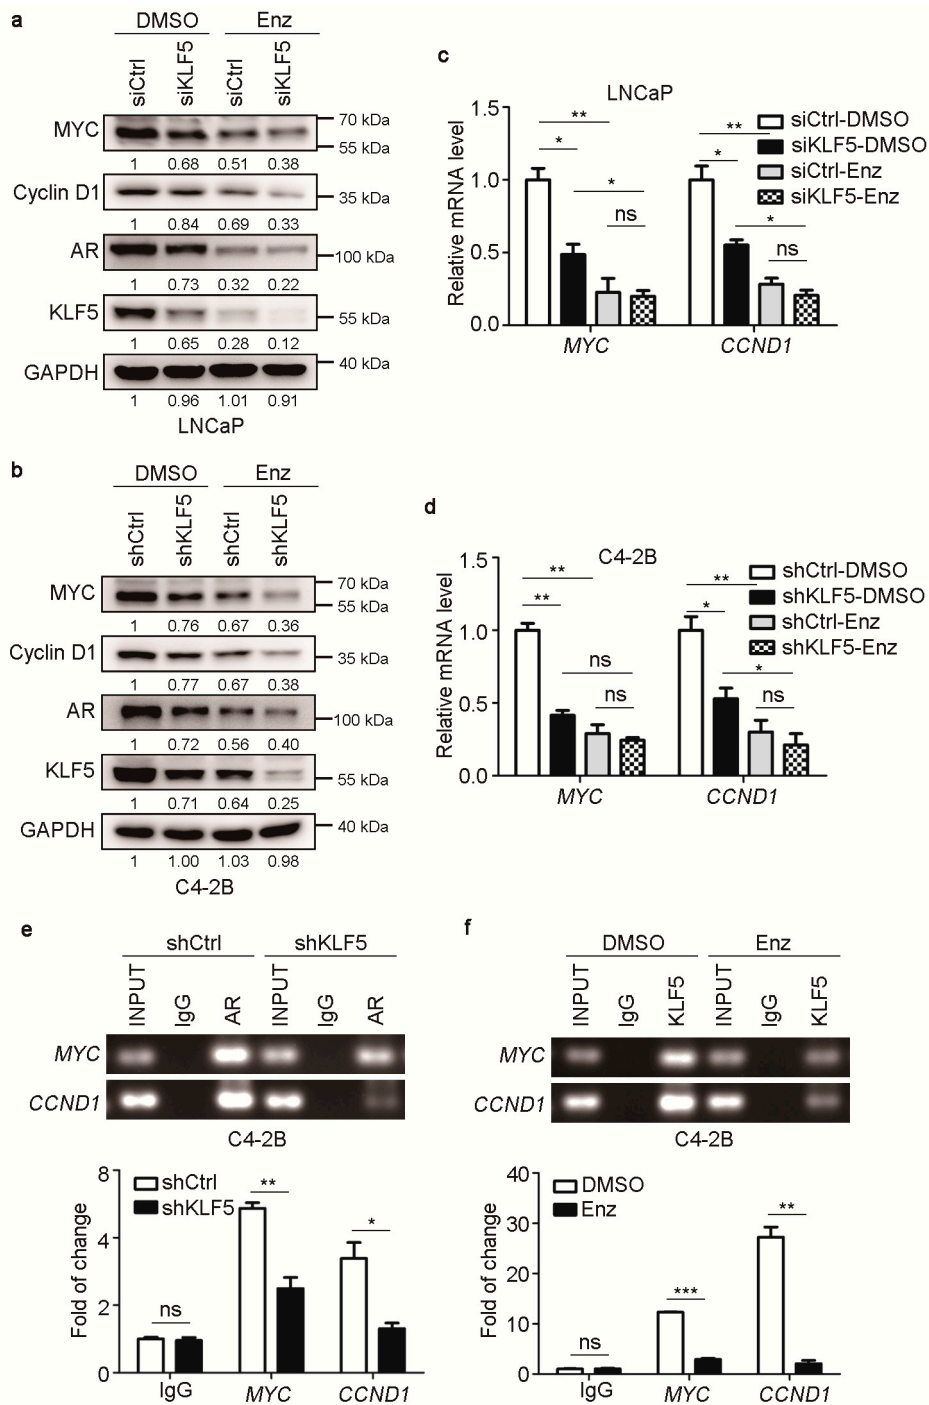 a
DMSO Enz
siCtrl siKLF5 siCtrl siKLF5
MYC 70 kDa
55 kDa
1 0.68 0.51 0.38
Cyclin D1 35 kDa
1 0.84 0.69 0.33
AR 100 kDa
1 0.73 0.32 0.22
KLF5 55 kDa
1 0.65 0.28 0.12
GAPDH 40 kDa
1 0.96 1.01 0.91
LNCaP
c
LNCaP
Relative mRNA level
1.5
1.0
0.5
0.0
** * * ns
** * * ns
siCtrl-DMSO
siKLF5-DMSO
siCtrl-Enz
siKLF5-Enz
MYC CCND1
b
DMSO Enz
shCtrl shKLF5 shCtrl shKLF5
MYC 70 kDa
55 kDa
1 0.76 0.67 0.36
Cyclin D1 35 kDa
1 0.77 0.67 0.38
AR 100 kDa
1 0.72 0.56 0.40
KLF5 55 kDa
1 0.71 0.64 0.25
GAPDH 40 kDa
1 1.00 1.03 0.98
C4-2B
d
C4-2B
Relative mRNA level
1.5
1.0
0.5
0.0
** ** ns ns
** * * ns
shCtrl-DMSO
shKLF5-DMSO
shCtrl-Enz
shKLF5-Enz
MYC CCND1
e
shCtrl shKLF5
INPUT IgG AR INPUT IgG AR
MYC
CCND1
C4-2B
Fold of change
8
4
2
0
shCtrl
shKLF5
ns ** *
IgG MYC CCND1
f
DMSO Enz
INPUT IgG KLF5 INPUT IgG KLF5
MYC
CCND1
C4-2B
Fold of change
40
30
20
10
0
DMSO
Enz
ns *** **
IgG MYC CCND1